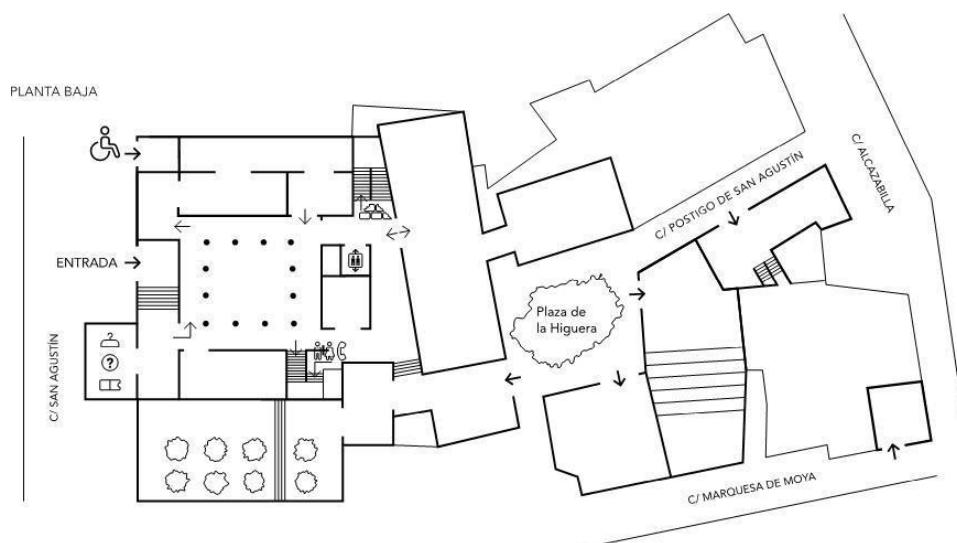 PLANTA BAJA
ENTRADA
C/ SAN AGUSTÍN
?
Plaza de
la Higuera
C/ POSTIGO DE SAN AGUSTÍN
C/ ALCAZABILLA
C/ MARQUESA DE MOYA